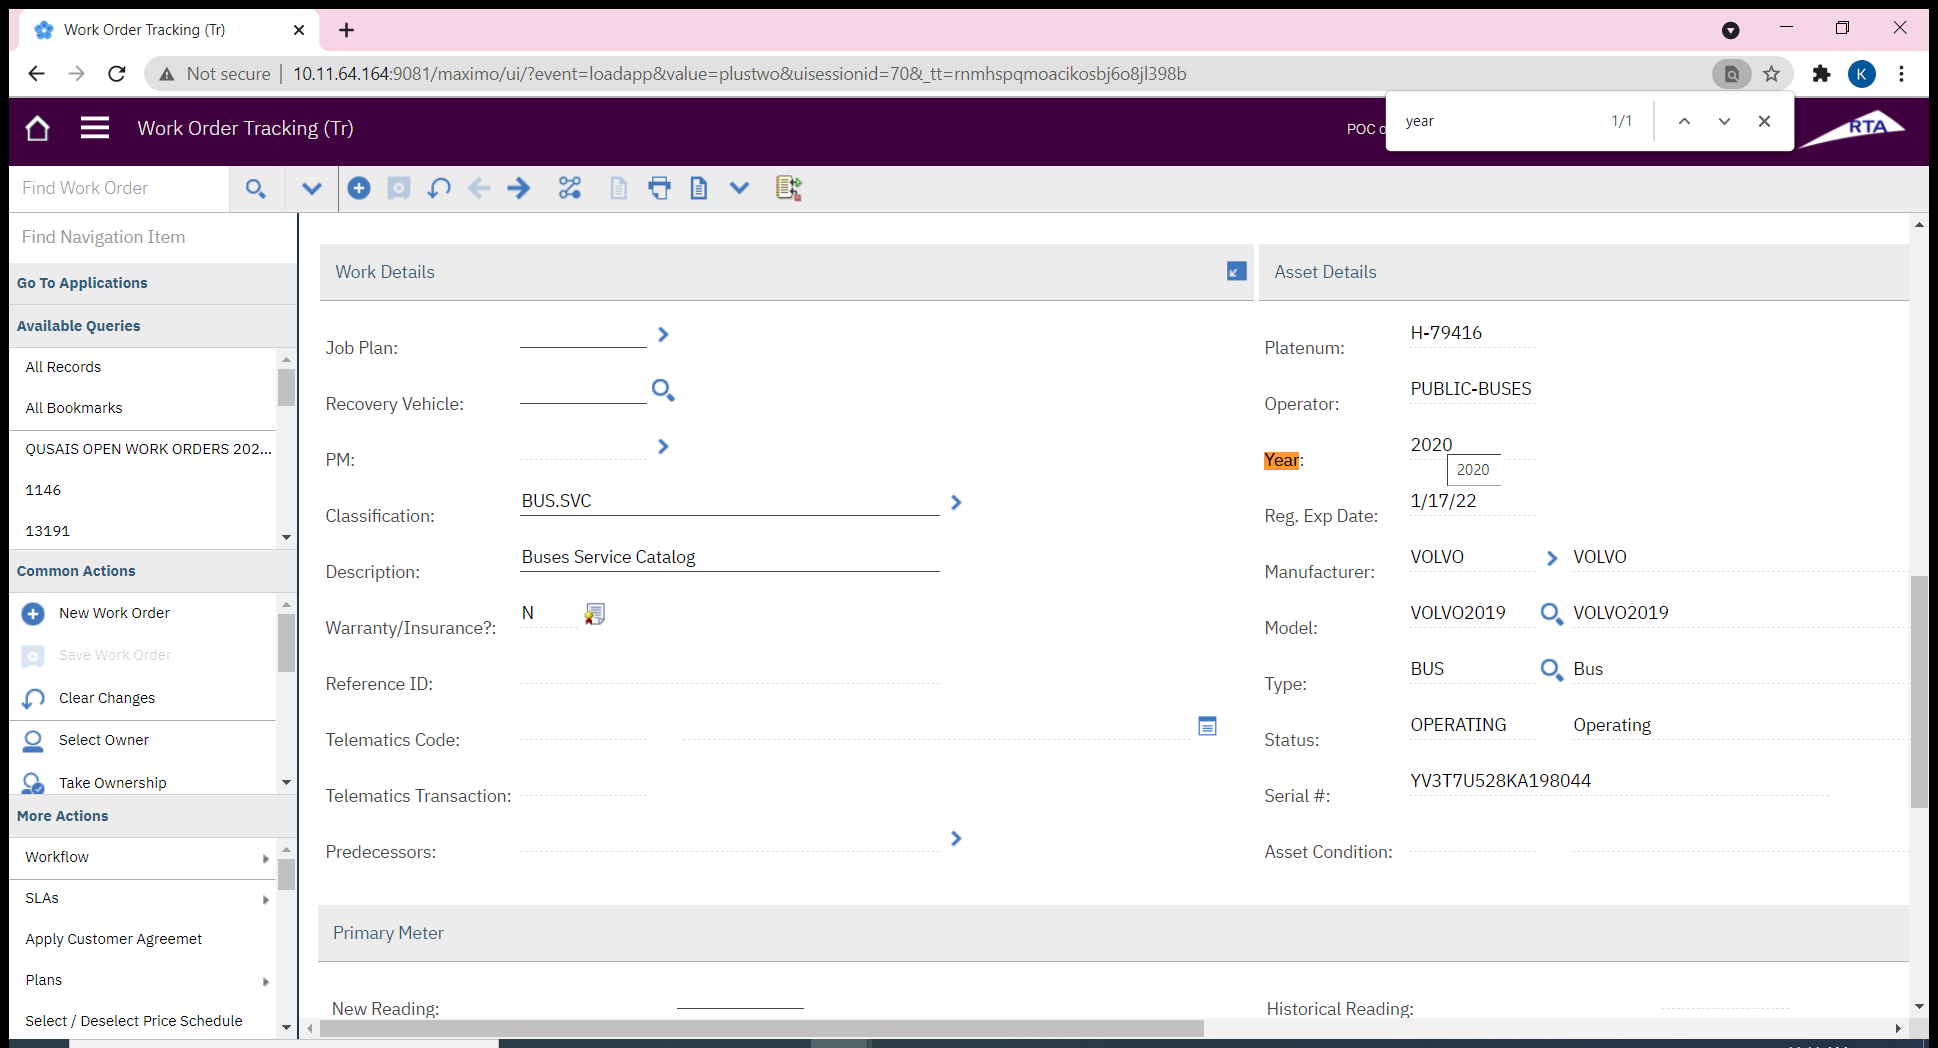 Work Order Tracking (Tr)
Not secure
10.11.64.164:9081/maximo/ui/?event=loadapp&value=plustwo&uisessionid=70&_tt=rnmhspqmoacikosbj6o8jl398b
K
Work Order Tracking (Tr)
POC
year
1/1
RTA
Find Work Order
Find Navigation Item
Go To Applications
Available Queries
All Records
All Bookmarks
QUSAIS OPEN WORK ORDERS 202...
1146
13191
Common Actions
New Work Order
Save Work Order
Clear Changes
Select Owner
Take Ownership
More Actions
Workflow
SLAs
Apply Customer Agreemet
Plans
Select / Deselect Price Schedule
Work Details
Job Plan:
Recovery Vehicle:
PM:
Classification: BUS.SVC
Description: Buses Service Catalog
Warranty/Insurance?: N
Reference ID:
Telematics Code:
Telematics Transaction:
Predecessors:
Asset Details
Platenum: H-79416
Operator: PUBLIC-BUSES
Year: 2020
2020
Reg. Exp Date: 1/17/22
Manufacturer: VOLVO VOLVO
Model: VOLVO2019 VOLVO2019
Type: BUS Bus
Status: OPERATING Operating
Serial #: YV3T7U528KA198044
Asset Condition:
Primary Meter
New Reading:
Historical Reading: